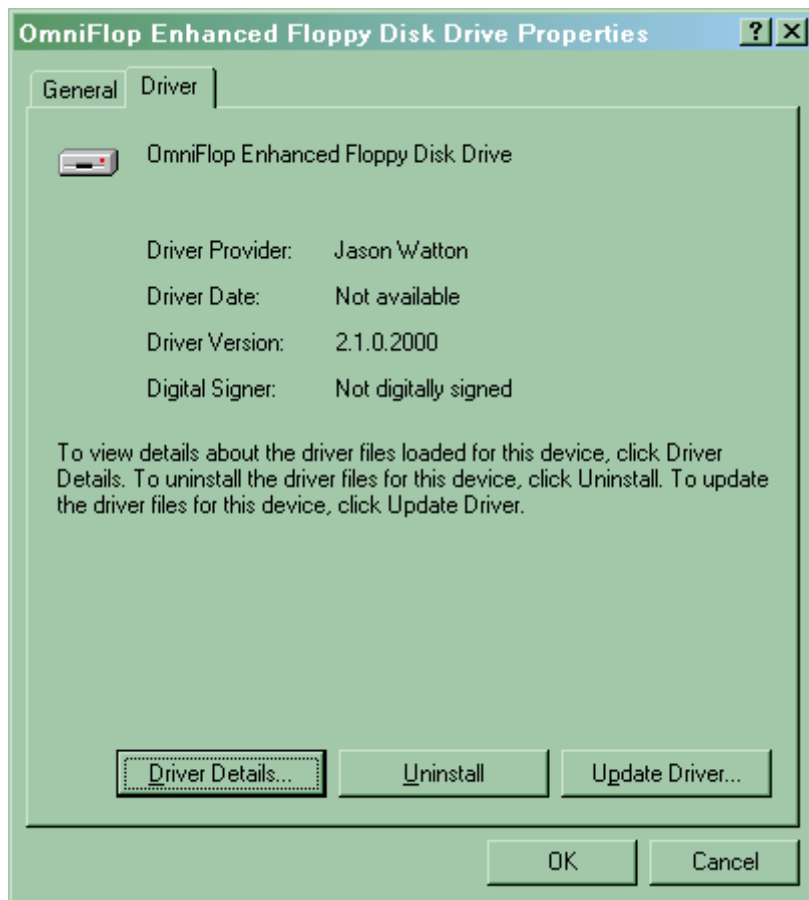 OmniFlop Enhanced Floppy Disk Drive Properties
General Driver
OmniFlop Enhanced Floppy Disk Drive
Driver Provider: Jason Watton
Driver Date: Not available
Driver Version: 2.1.0.2000
Digital Signer: Not digitally signed
To view details about the driver files loaded for this device, click Driver
Details. To uninstall the driver files for this device, click Uninstall. To update
the driver files for this device, click Update Driver.
Driver Details... Uninstall Update Driver...
OK Cancel